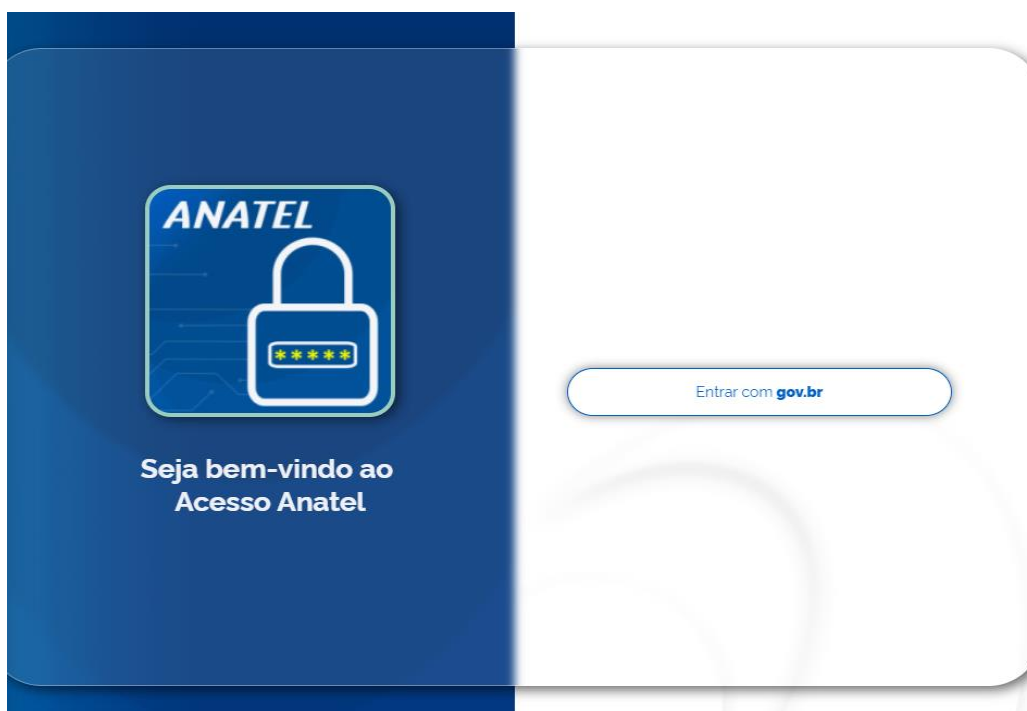 ANATEL
*****
Seja bem-vindo ao
Acesso Anatel
Entrar com gov.br